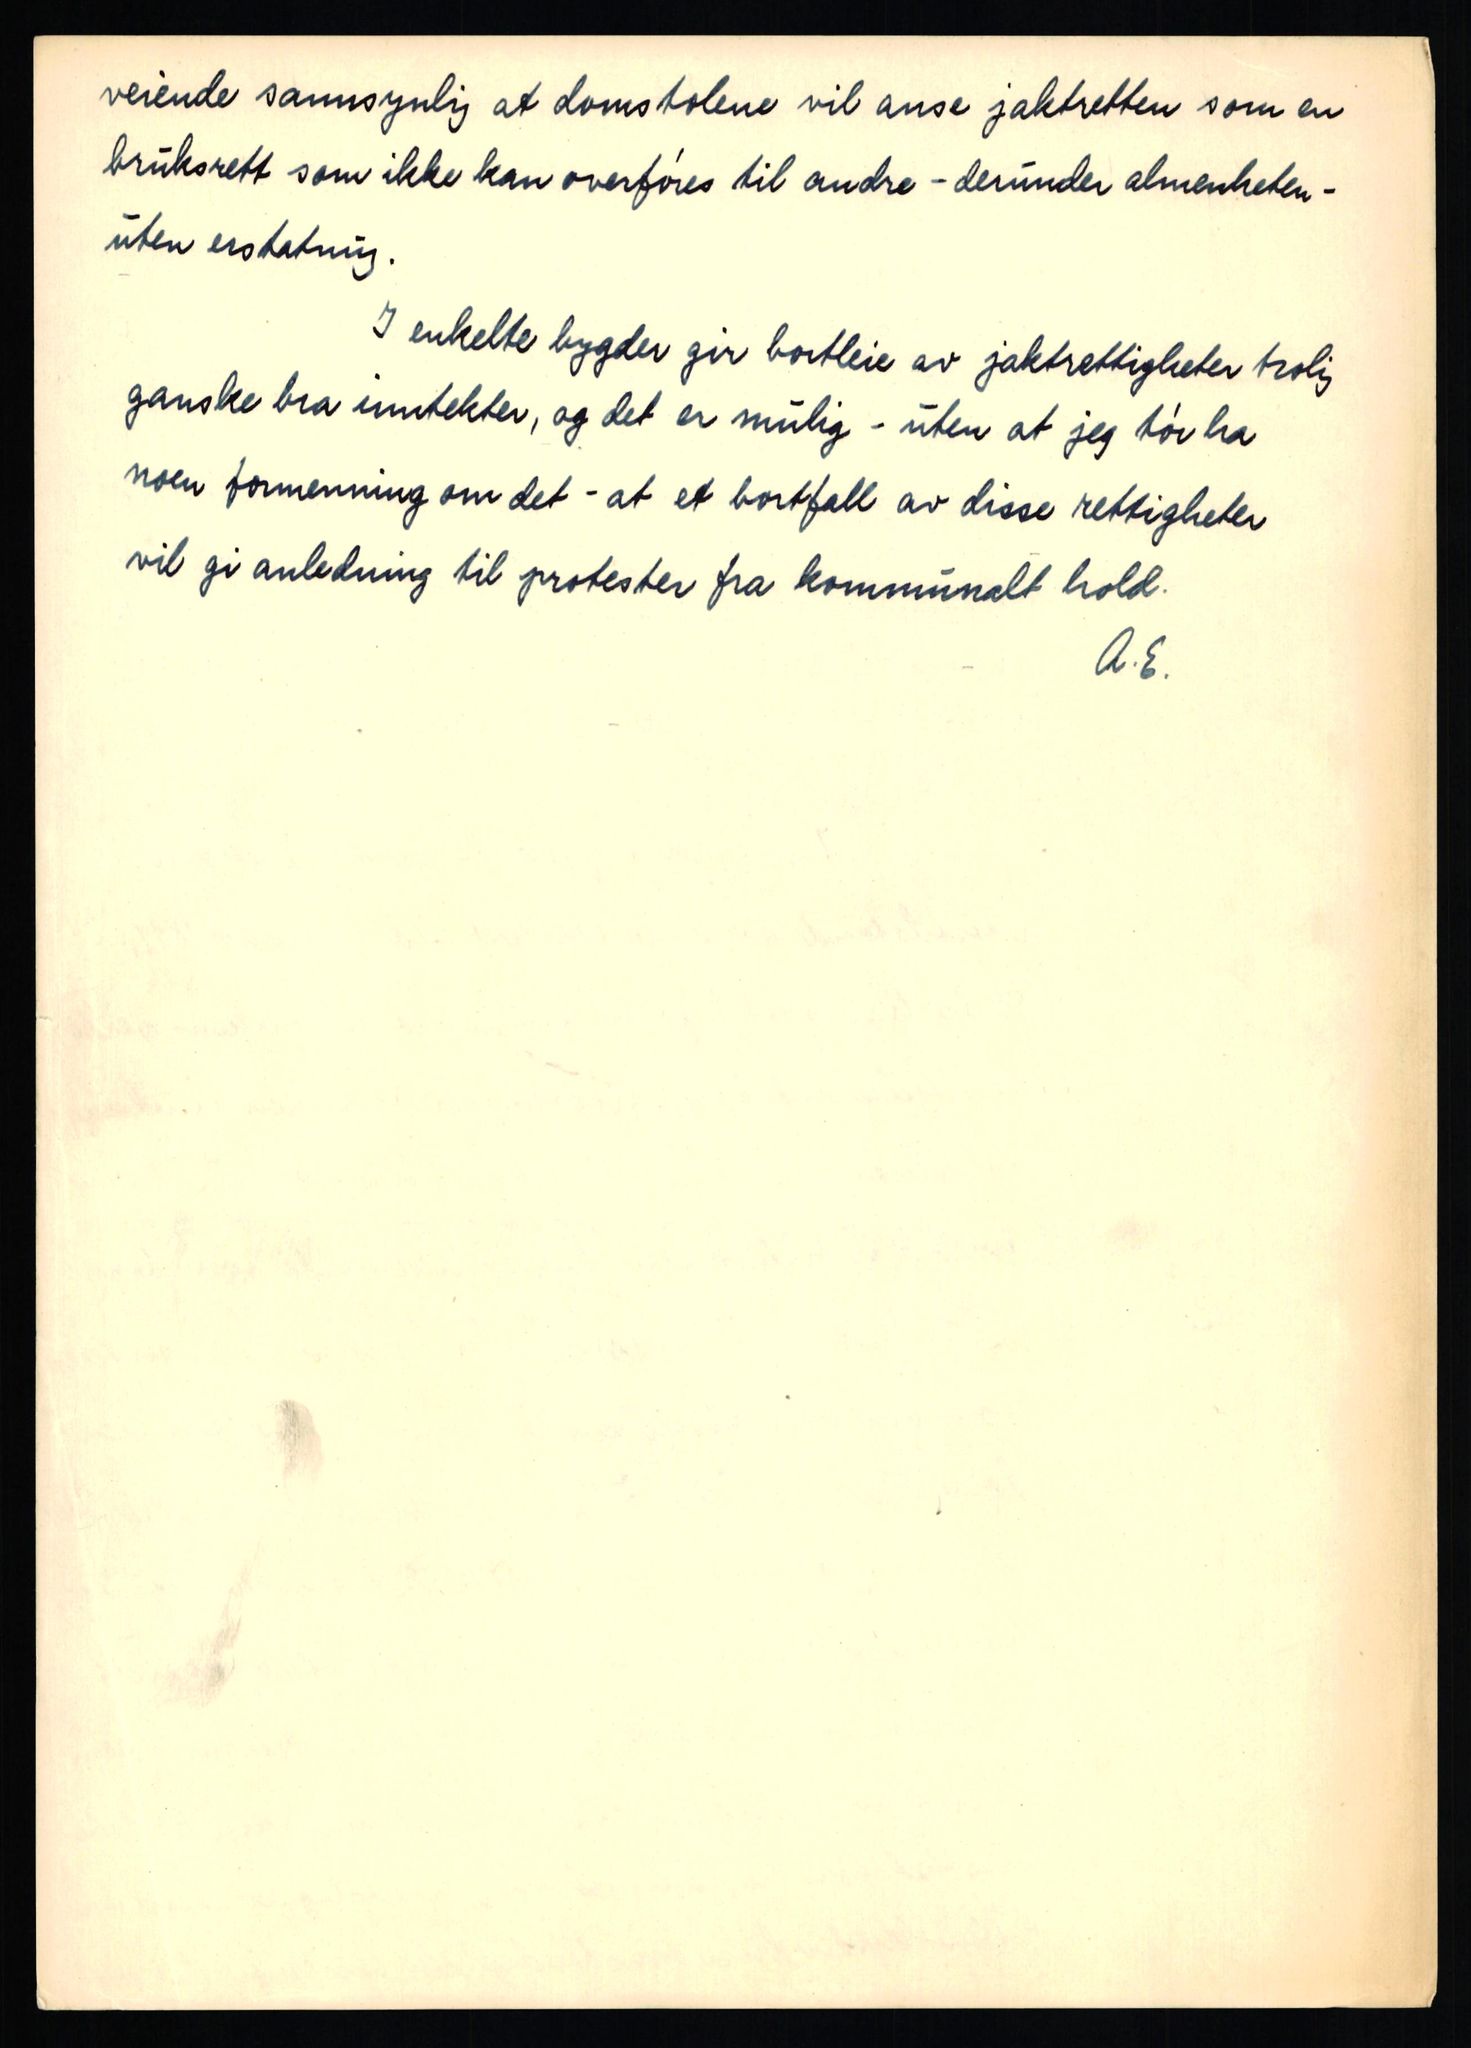 veiende sannsynlig at domstolene vil anse jaktretten som en
bruksrett som ikke kan overføres til andre - derunder almenheten -
uten erstatning.
I enkelte bygder gir bortleie av jaktrettigheter trolig
ganske bra inntekter, og det er mulig - uten at jeg tør ha
noen formenning om det - at et bortfall av disse rettigheter
vil gi anledning til protester fra kommunalt hold.
A.E.